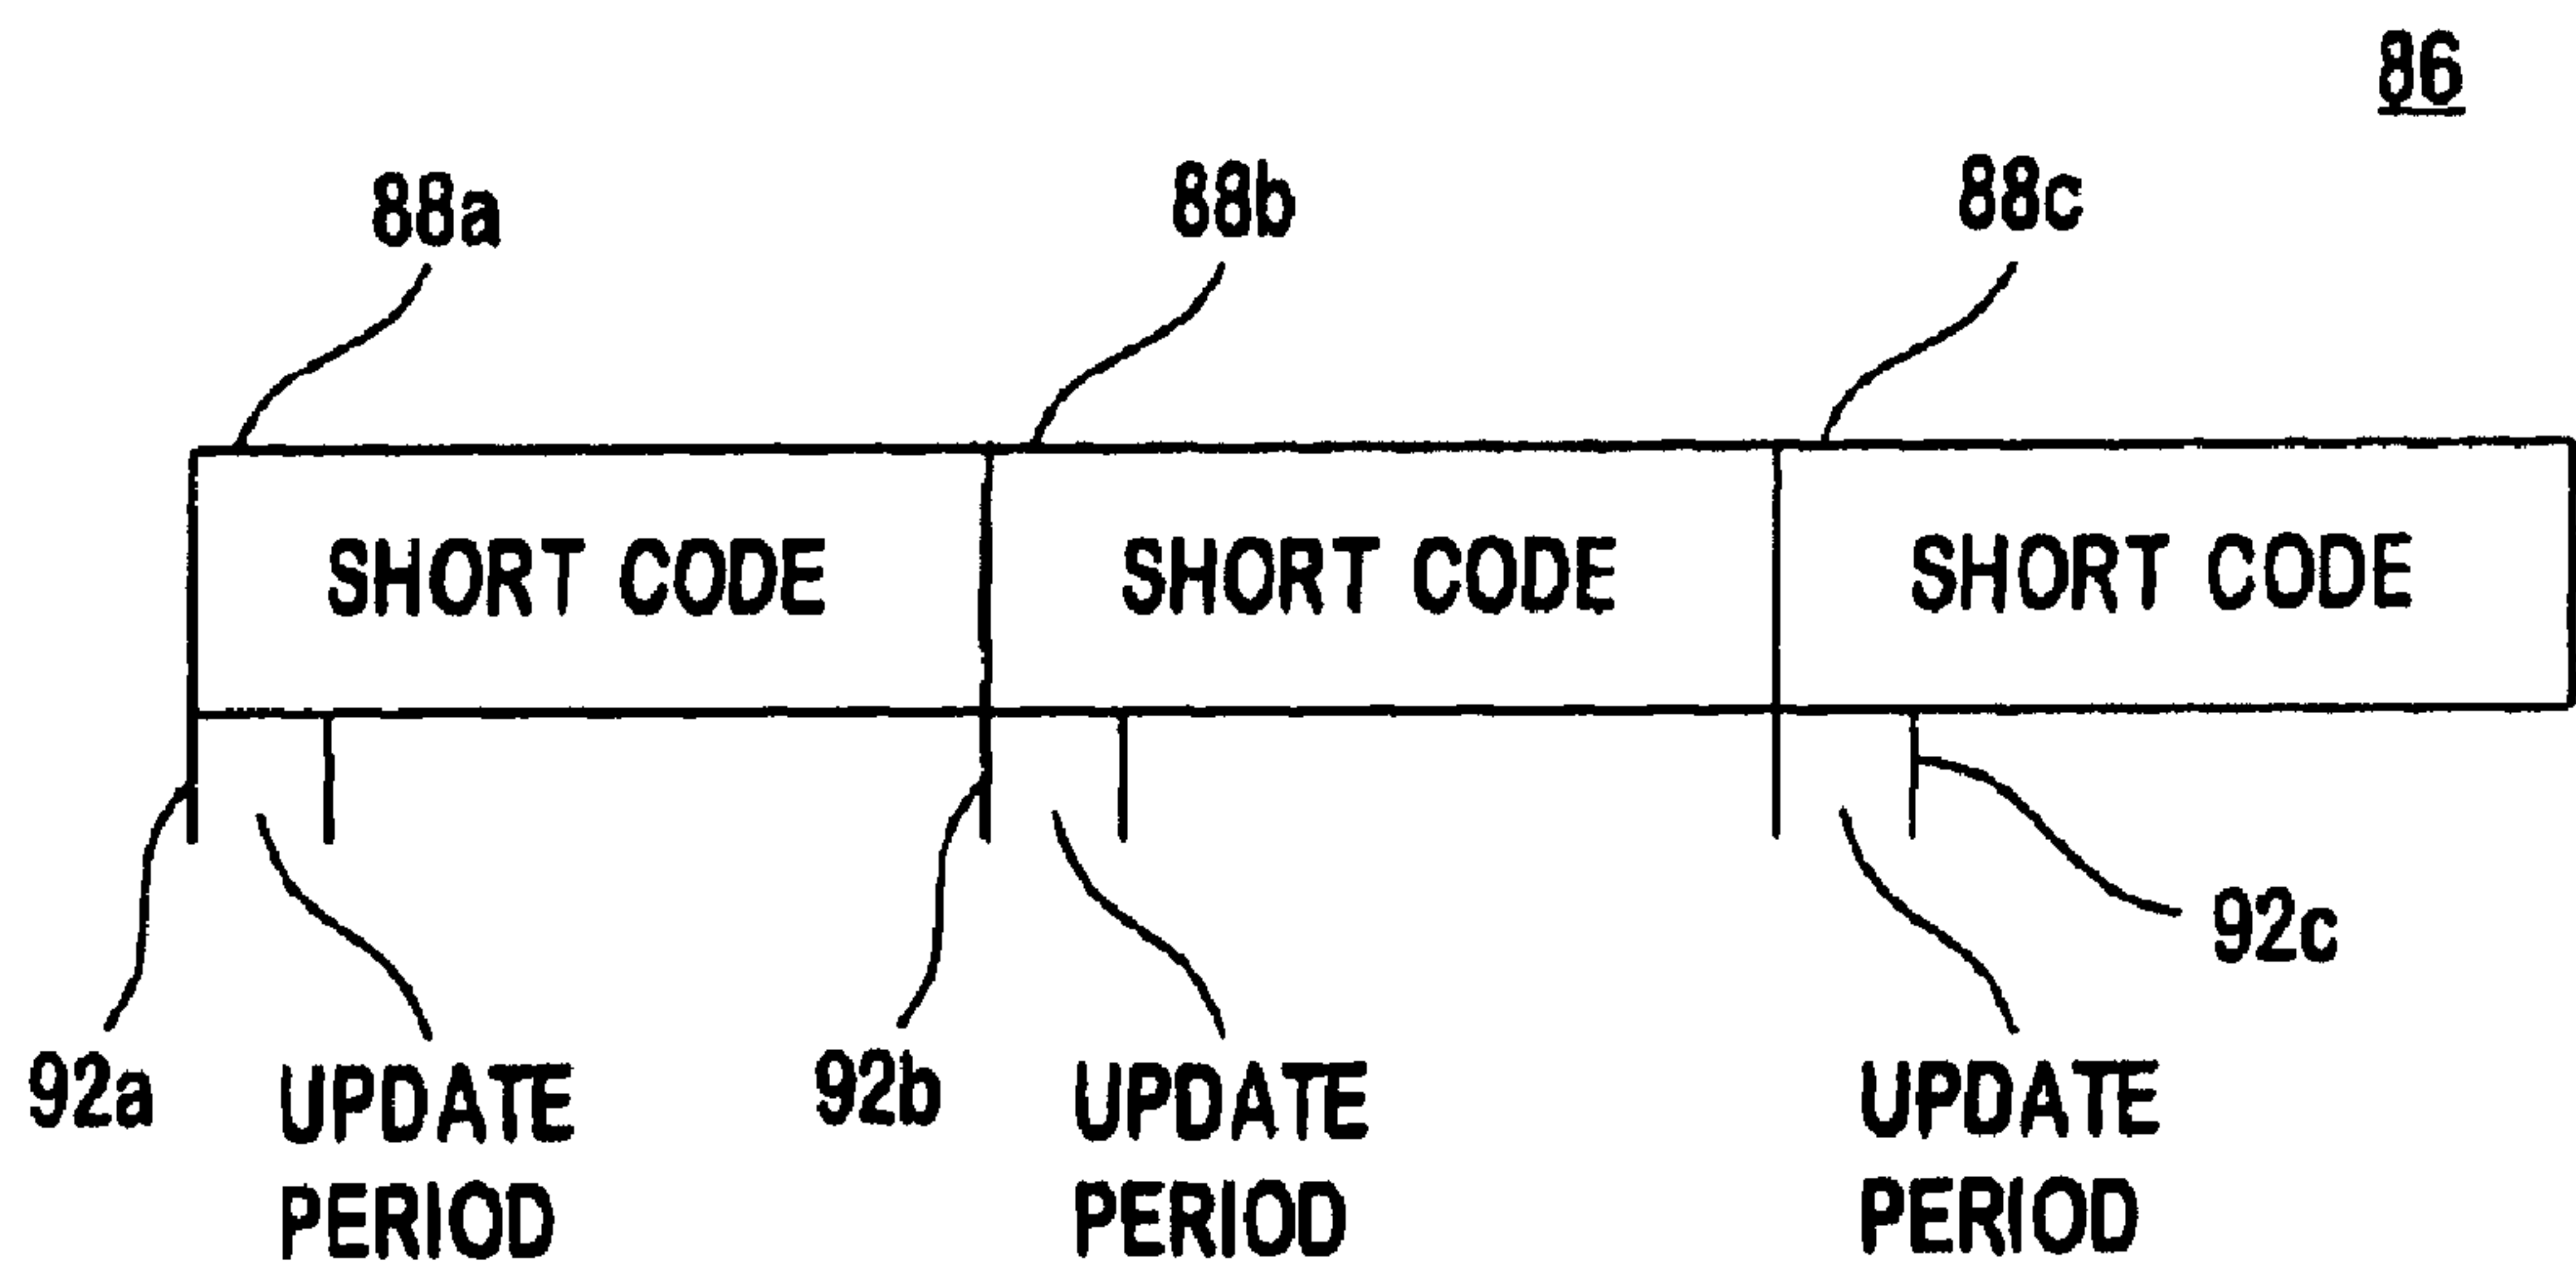 86
88a
88b
88c
SHORT CODE
SHORT CODE
SHORT CODE
92c
92a
UPDATE
PERIOD
92b
UPDATE
PERIOD
UPDATE
PERIOD